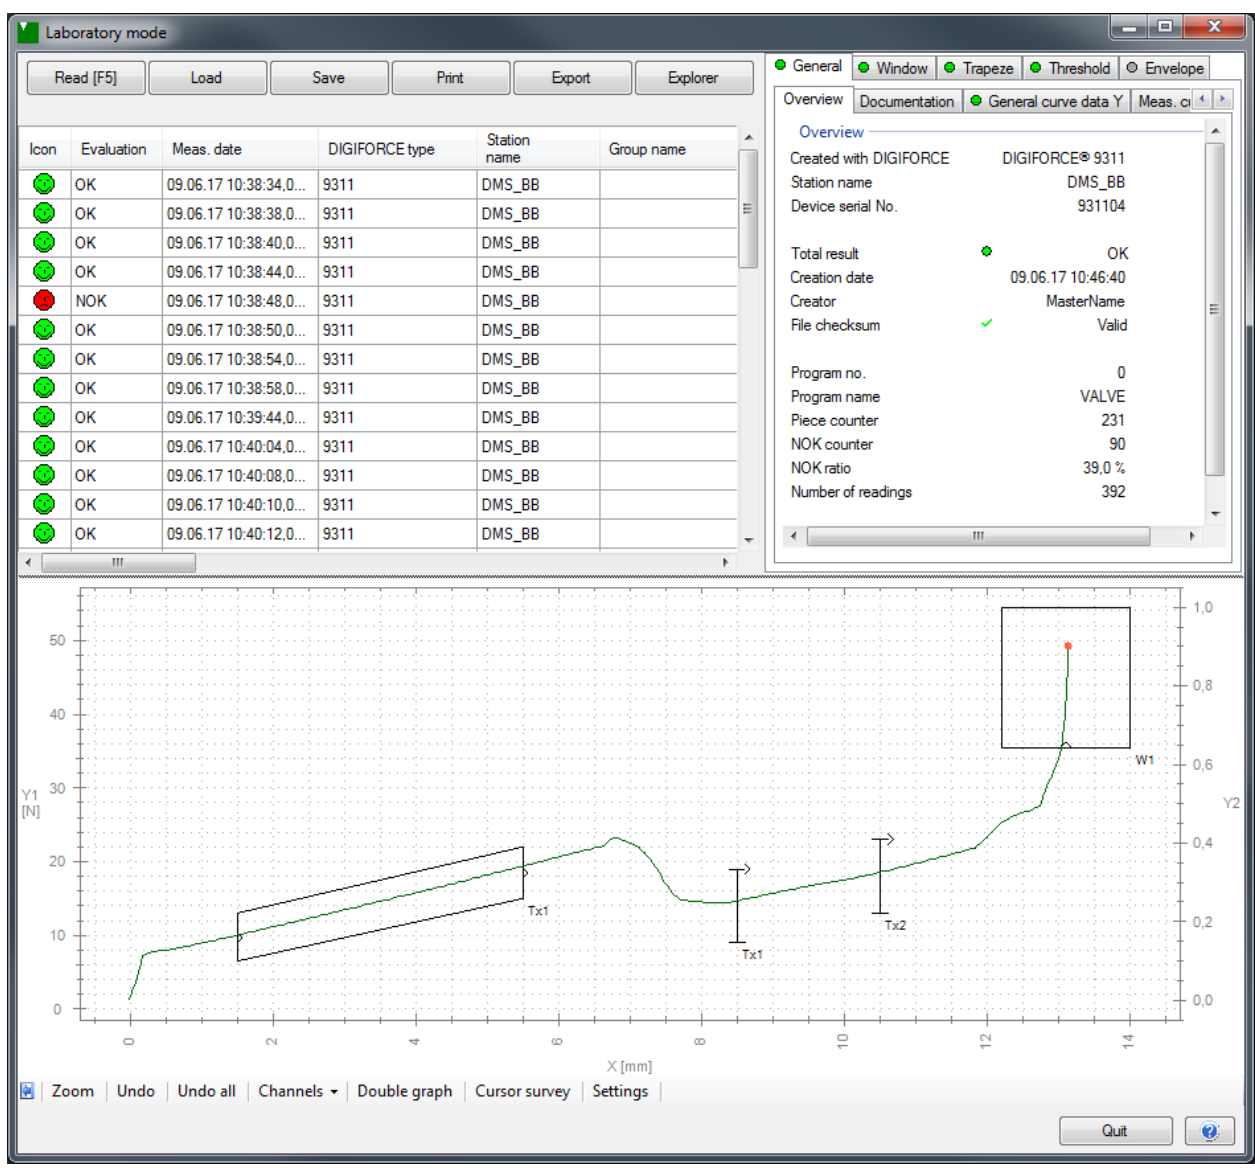 Laboratory mode
Read [F5] Load Save Print Export Explorer
General Window Trapeze Threshold Envelope
Overview Documentation General curve data Y Meas. cu
Icon Evaluation Meas. date DIGIFORCE type Station name Group name
OK 09.06.17 10:38:34,0... 9311 DMS_BB
OK 09.06.17 10:38:38,0... 9311 DMS_BB
OK 09.06.17 10:38:40,0... 9311 DMS_BB
OK 09.06.17 10:38:44,0... 9311 DMS_BB
NOK 09.06.17 10:38:48,0... 9311 DMS_BB
OK 09.06.17 10:38:50,0... 9311 DMS_BB
OK 09.06.17 10:38:54,0... 9311 DMS_BB
OK 09.06.17 10:38:58,0... 9311 DMS_BB
OK 09.06.17 10:39:44,0... 9311 DMS_BB
OK 09.06.17 10:40:04,0... 9311 DMS_BB
OK 09.06.17 10:40:08,0... 9311 DMS_BB
OK 09.06.17 10:40:10,0... 9311 DMS_BB
OK 09.06.17 10:40:12,0... 9311 DMS_BB
Overview
Created with DIGIFORCE DIGIFORCE® 9311
Station name DMS_BB
Device serial No. 931104
Total result OK
Creation date 09.06.17 10:46:40
Creator MasterName
File checksum Valid
Program no. 0
Program name VALVE
Piece counter 231
NOK counter 90
NOK ratio 39,0 %
Number of readings 392
50
40
30
20
10
0
Y1
[N]
1,0
0,8
0,6
0,4
0,2
0,0
Y2
W1
Tx1
Tx1
Tx2
0 2 4 6 8 10 12 14
X [mm]
Zoom Undo Undo all Channels Double graph Cursor survey Settings
Quit ?